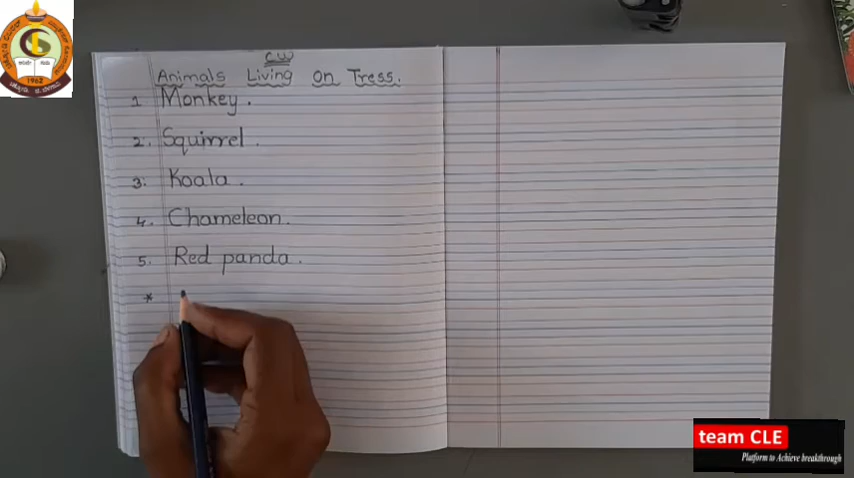 1962
CW
Animals Living On Tress.
1 Monkey.
2. Squirrel.
3. Koala.
4. Chameleon.
5. Red panda.
*
team CLE
Platform to Achieve breakthrough